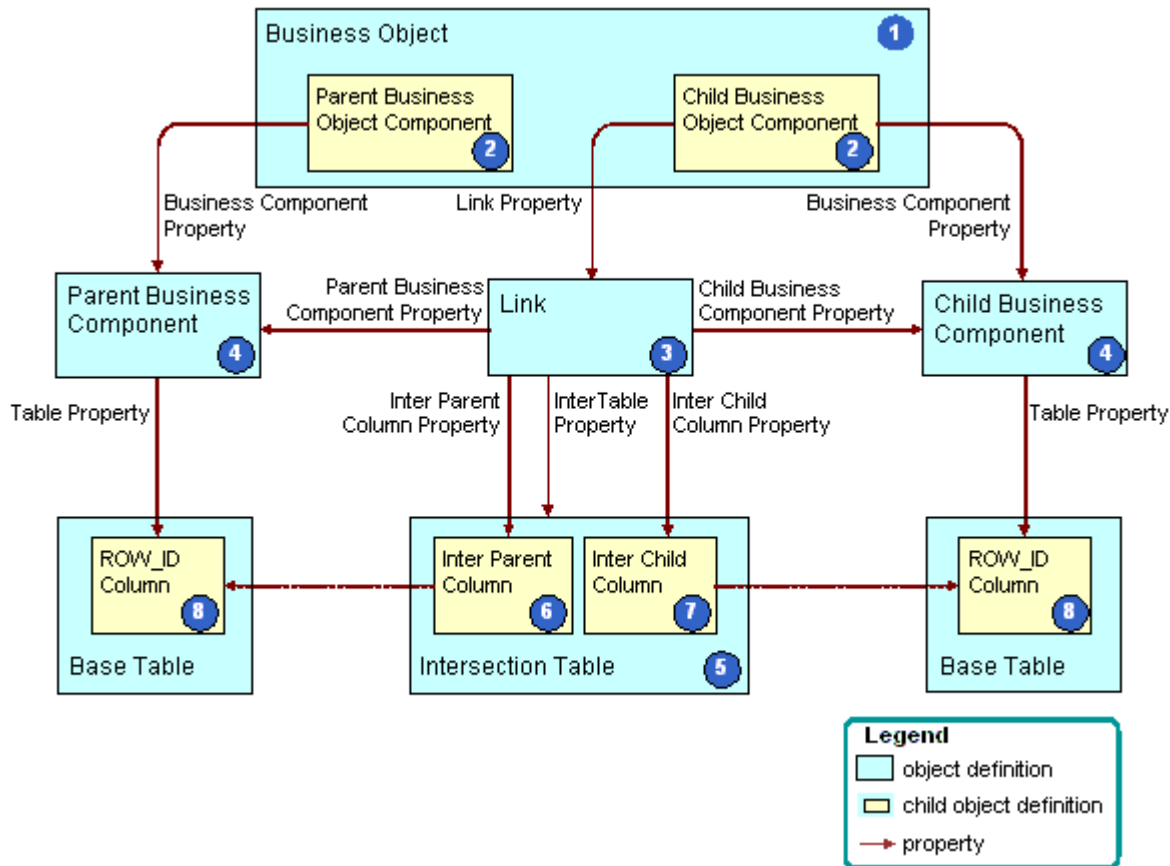 Business Object
1
Parent Business
Object Component
2
Child Business
Object Component
2
Business Component
Property
Link Property
Business Component
Property
Parent Business
Component
4
Parent Business
Component Property
Link
3
Child Business
Component Property
Child Business
Component
4
Table Property
Inter Parent
Column Property
InterTable
Property
Inter Child
Column Property
Table Property
ROW_ID
Column
8
Base Table
Inter Parent
Column
6
Inter Child
Column
7
Intersection Table
5
ROW_ID
Column
8
Base Table
Legend
object definition
child object definition
property